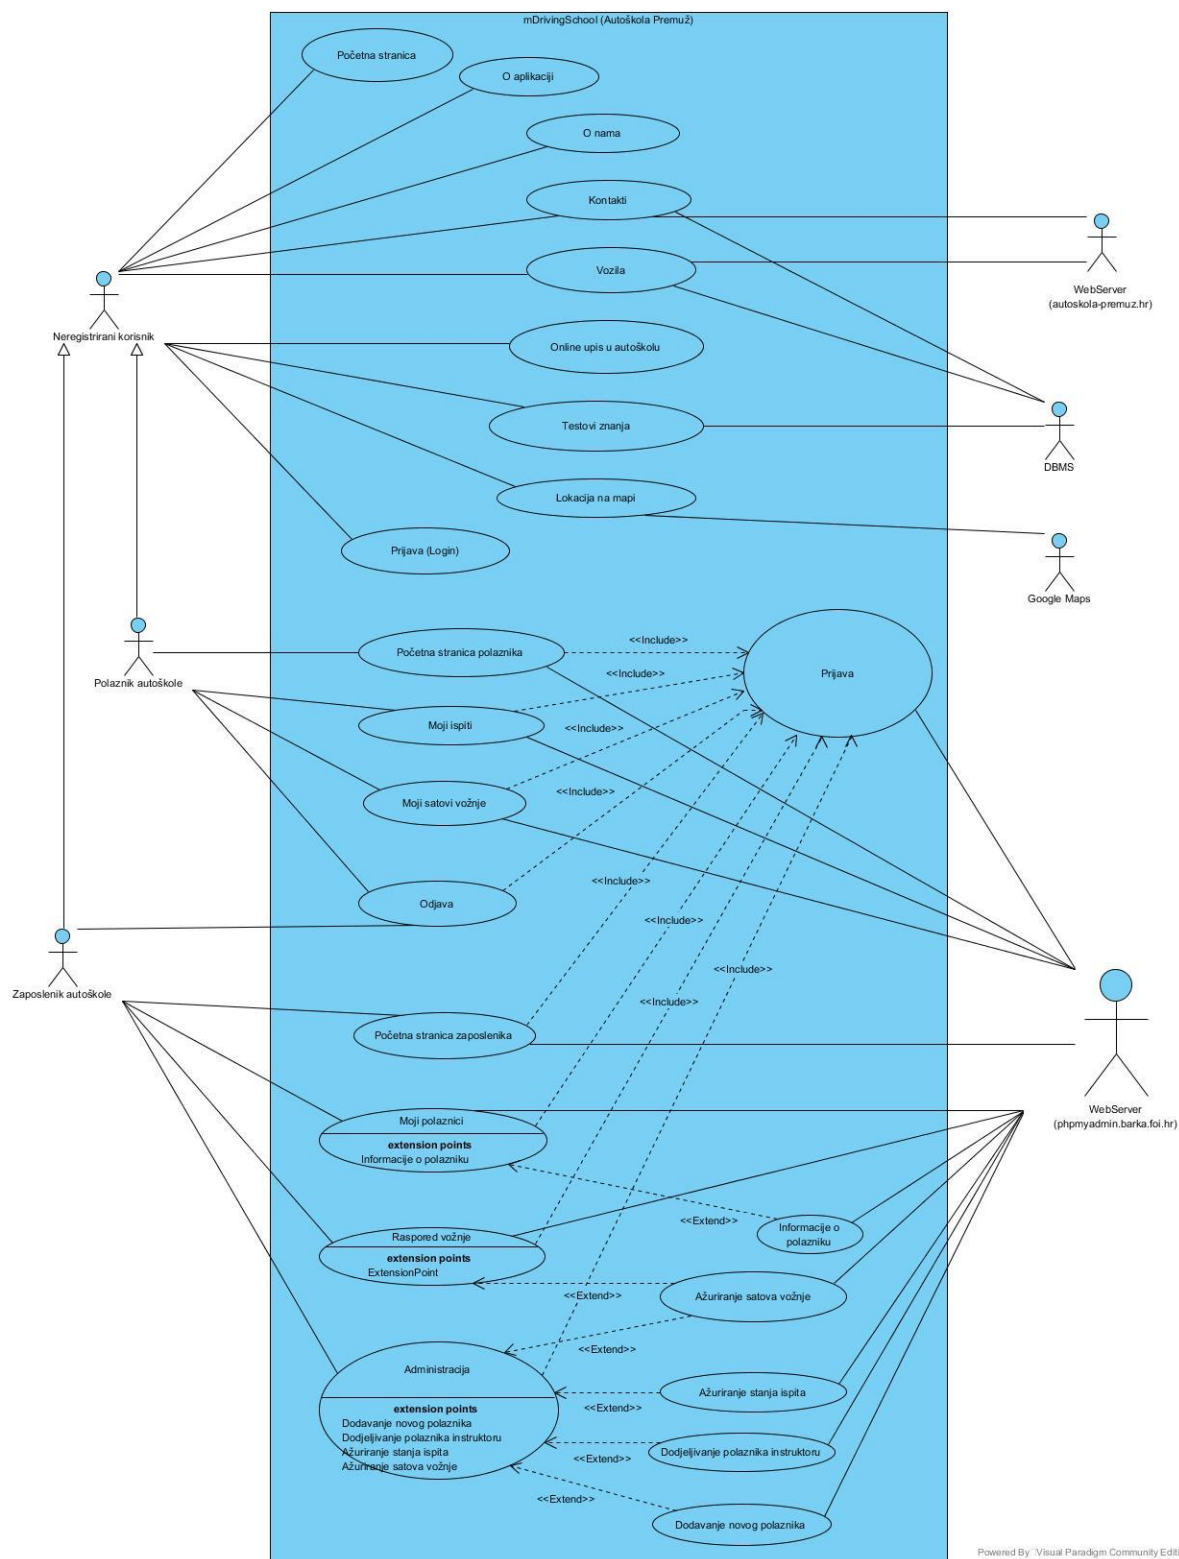 mDrivingSchool (Autoškola Premuž)
Početna stranica
O aplikaciji
O nama
Kontakti
Vozila
WebServer
(autoskola-premuz.hr)
Neregistrirani korisnik
Online upis u autoškolu
Testovi znanja
DBMS
Lokacija na mapi
Prijava (Login)
Google Maps
<<Include>>
Početna stranica polaznika
<<Include>>
Prijava
Polaznik autoškole
Moji ispiti
<<Include>>
<<Include>>
Moji satovi vožnje
<<Include>>
Odjava
<<Include>>
<<Include>>
Zaposlenik autoškole
<<Include>>
Početna stranica zaposlenika
WebServer
(phpmyadmin.barka.foi.hr)
Moji polaznici
extension points
Informacije o polazniku
<<Extend>>
Informacije o
polazniku
Raspored vožnje
extension points
ExtensionPoint
<<Extend>>
Ažuriranje satova vožnje
<<Extend>>
Administracija
extension points
Dodavanje novog polaznika
Dodjeljivanje polaznika instruktoru
Ažuriranje stanja ispita
Ažuriranje satova vožnje
Ažuriranje stanja ispita
<<Extend>>
Dodjeljivanje polaznika instruktoru
<<Extend>>
<<Extend>>
Dodavanje novog polaznika
Powered By Visual Paradigm Community Editi